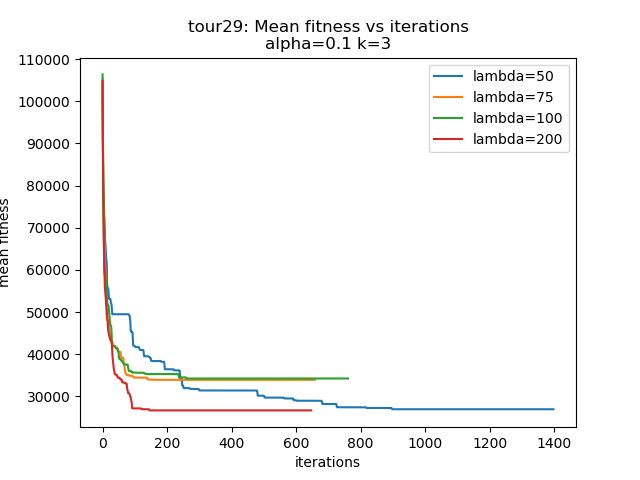 tour29: Mean fitness vs iterations
alpha=0.1 k=3
110000
100000
90000
80000
70000
60000
50000
40000
30000
mean fitness
lambda=50
lambda=75
lambda=100
lambda=200
0 200 400 600 800 1000 1200 1400
iterations